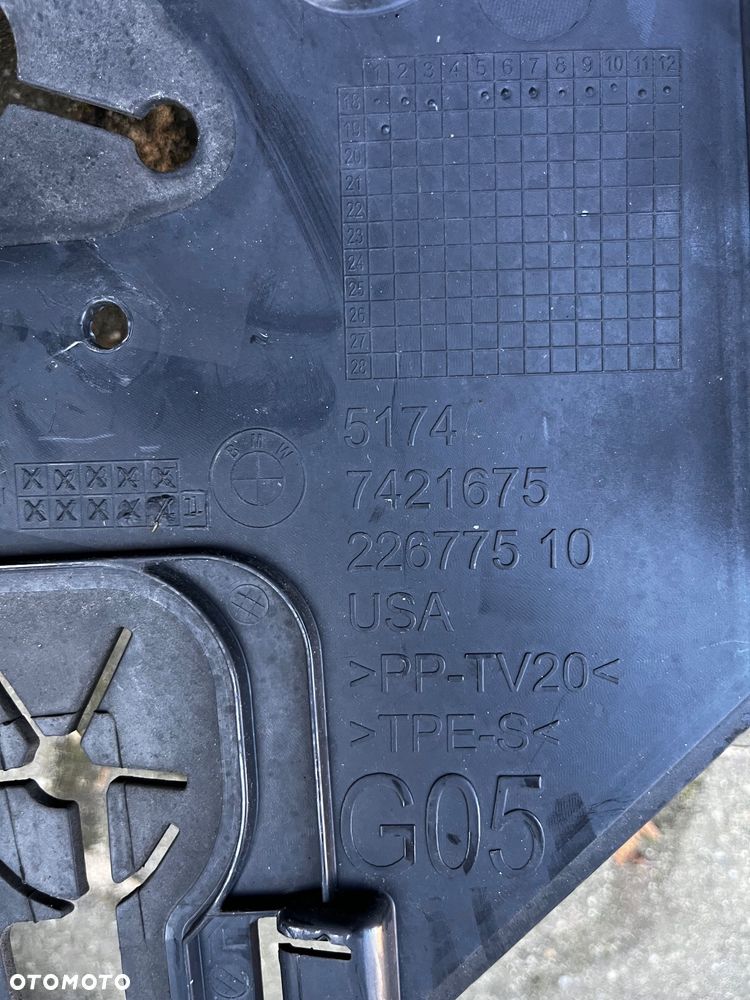 1 2 3 4 5 6 7 8 9 10 11 12
18
19
20
21
22
23
24
25
26
27
28
5174
7421675
BMW
X X X X X
X X X X X 1
226775 10
USA
>PP-TV20<
>TPE-S<
G05
OTOMOTO